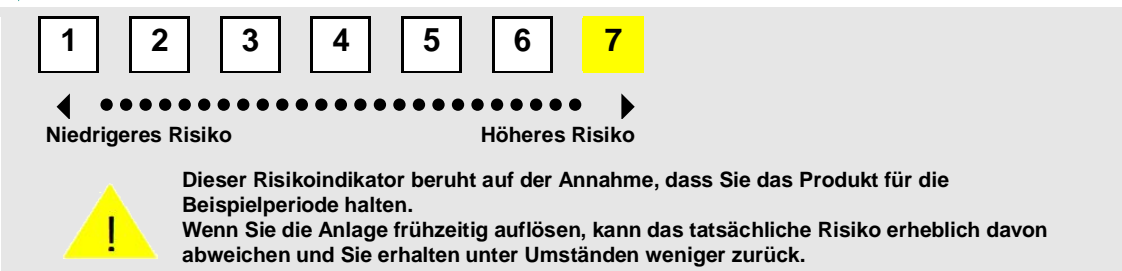 1 2 3 4 5 6 7
Niedrigeres Risiko Höheres Risiko
!
Dieser Risikoindikator beruht auf der Annahme, dass Sie das Produkt für die
Beispielperiode halten.
Wenn Sie die Anlage frühzeitig auflösen, kann das tatsächliche Risiko erheblich davon
abweichen und Sie erhalten unter Umständen weniger zurück.